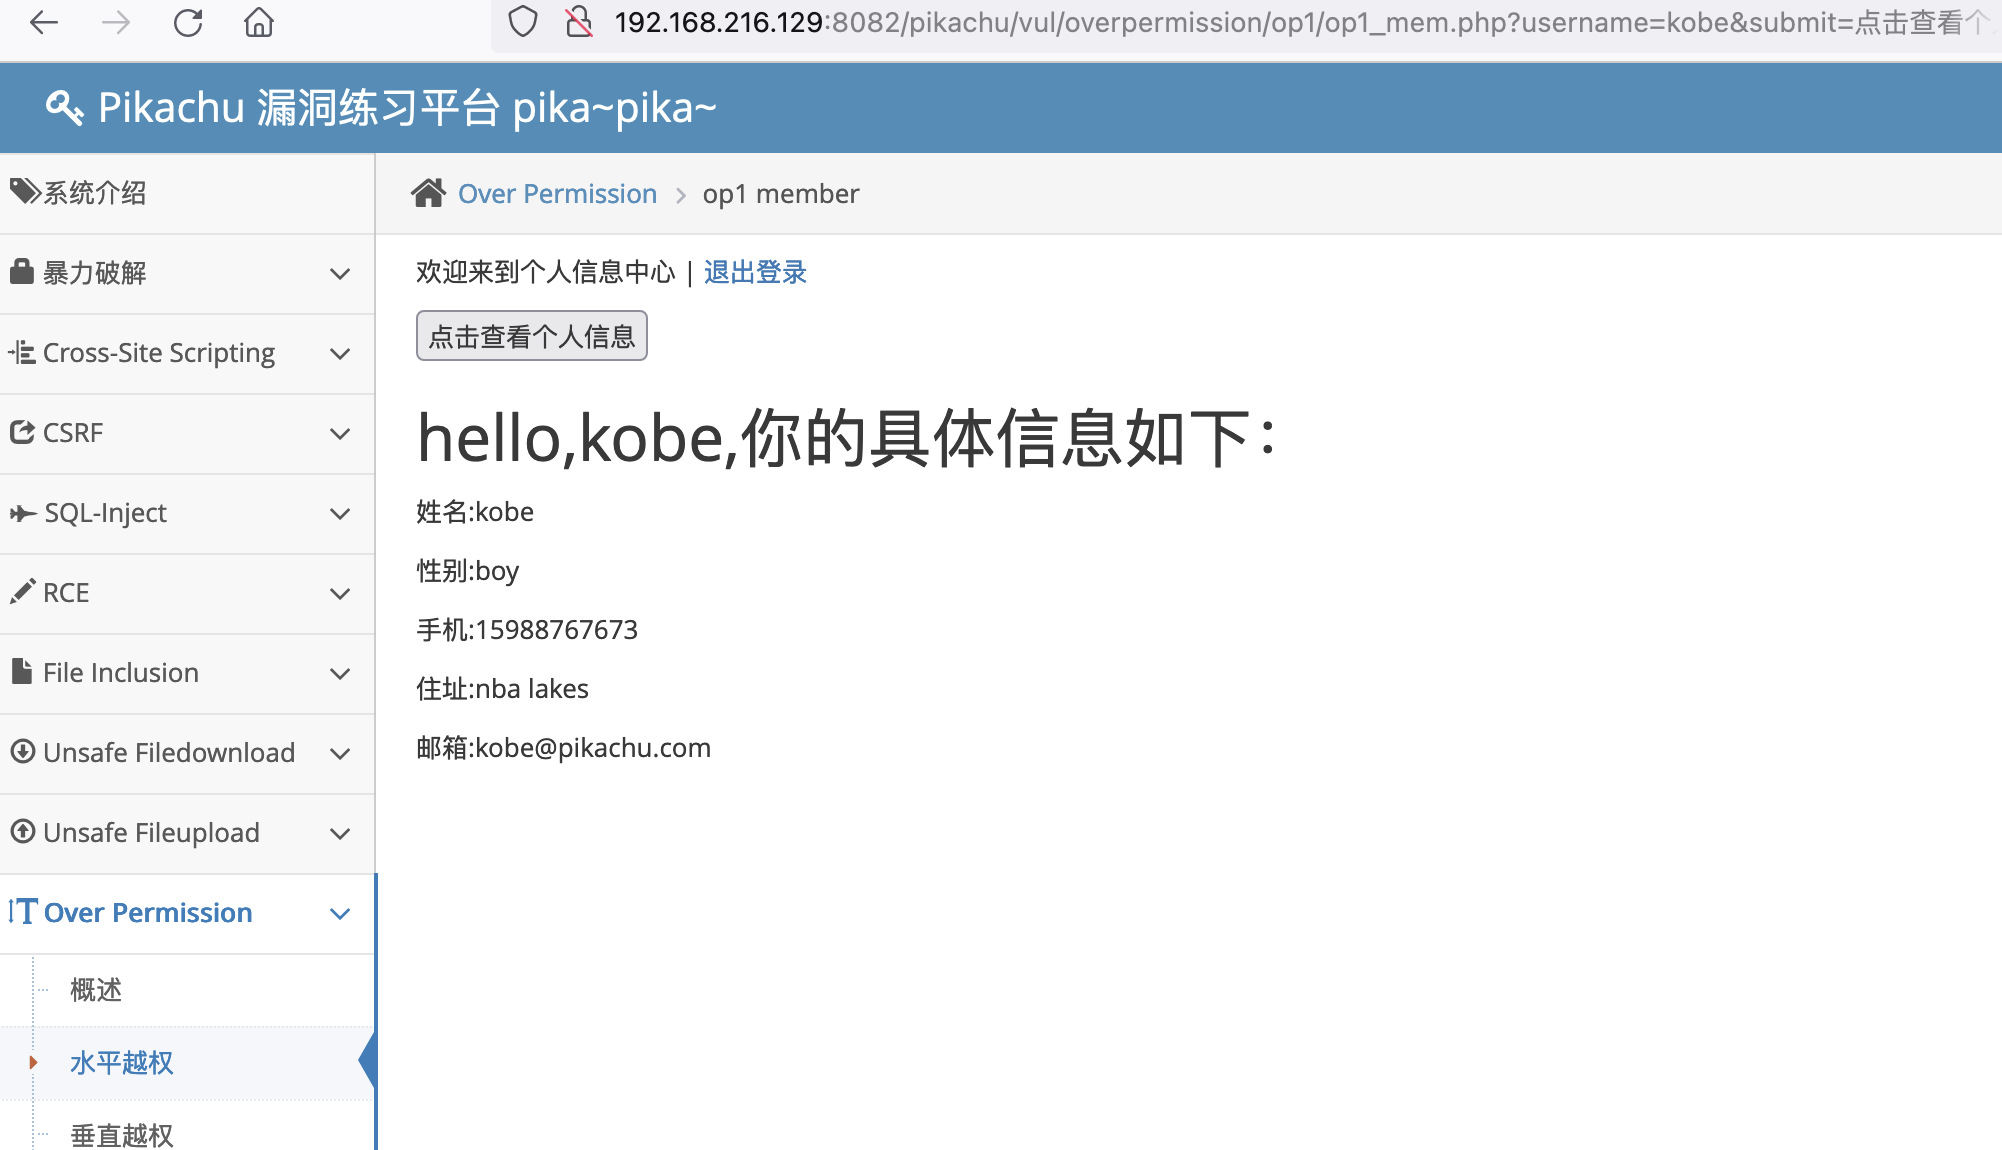 192.168.216.129:8082/pikachu/vul/overpermission/op1/op1_mem.php?username=kobe&submit=点击查看个
Pikachu 漏洞练习平台 pika~pika~
系统介绍
暴力破解
Cross-Site Scripting
CSRF
SQL-Inject
RCE
File Inclusion
Unsafe Filedownload
Unsafe Fileupload
Over Permission
概述
水平越权
垂直越权
Over Permission > op1 member
欢迎来到个人信息中心 | 退出登录
点击查看个人信息
hello,kobe,你的具体信息如下：
姓名:kobe
性别:boy
手机:15988767673
住址:nba lakes
邮箱:kobe@pikachu.com